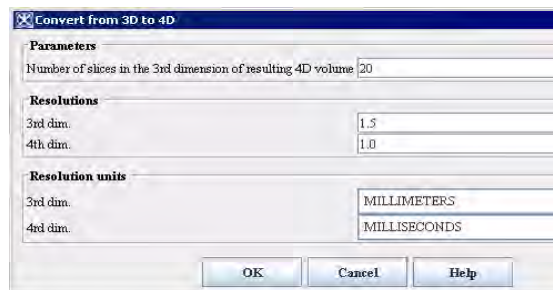 Convert from 3D to 4D
Parameters
Number of slices in the 3rd dimension of resulting 4D volume 20
Resolutions
3rd dim. 1.5
4th dim. 1.0
Resolution units
3rd dim. MILLIMETERS
4rd dim. MILLISECONDS
OK Cancel Help